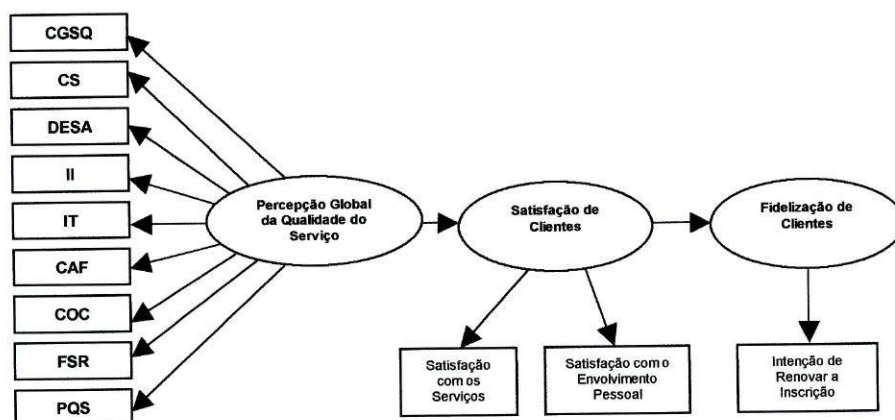 CGSQ
CS
DESA
II
IT
CAF
COC
FSR
PQS
Percepção Global
da Qualidade do
Serviço
Satisfação de
Clientes
Fidelização de
Clientes
Satisfação
com os
Serviços
Satisfação com o
Envolvimento
Pessoal
Intenção de
Renovar a
Inscrição